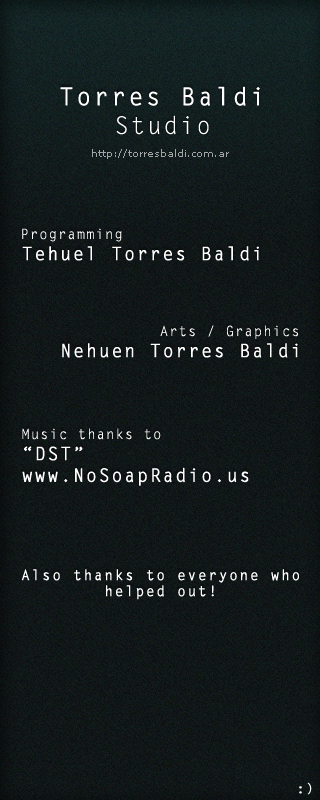 Torres Baldi
Studio
http://torresbaldi.com.ar
Programming
Tehuel Torres Baldi
Arts / Graphics
Nehuen Torres Baldi
Music thanks to
“DST”
www.NoSoapRadio.us
Also thanks to everyone who
helped out!
:)